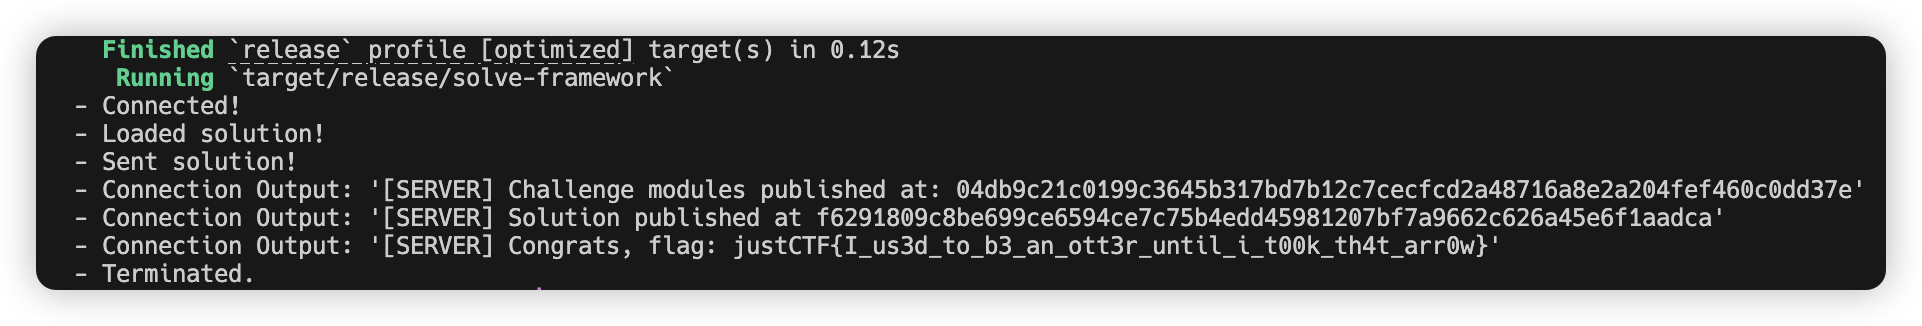 Finished `release` profile [optimized] target(s) in 0.12s
Running `target/release/solve-framework`
- Connected!
- Loaded solution!
- Sent solution!
- Connection Output: '[SERVER] Challenge modules published at: 04db9c21c0199c3645b317bd7b12c7cecfcd2a48716a8e2a204fef460c0dd37e'
- Connection Output: '[SERVER] Solution published at f6291809c8be699ce6594ce7c75b4edd45981207bf7a9662c626a45e6f1aadca'
- Connection Output: '[SERVER] Congrats, flag: justCTF{I_us3d_to_b3_an_ott3r_until_i_t00k_th4t_arr0w}'
- Terminated.